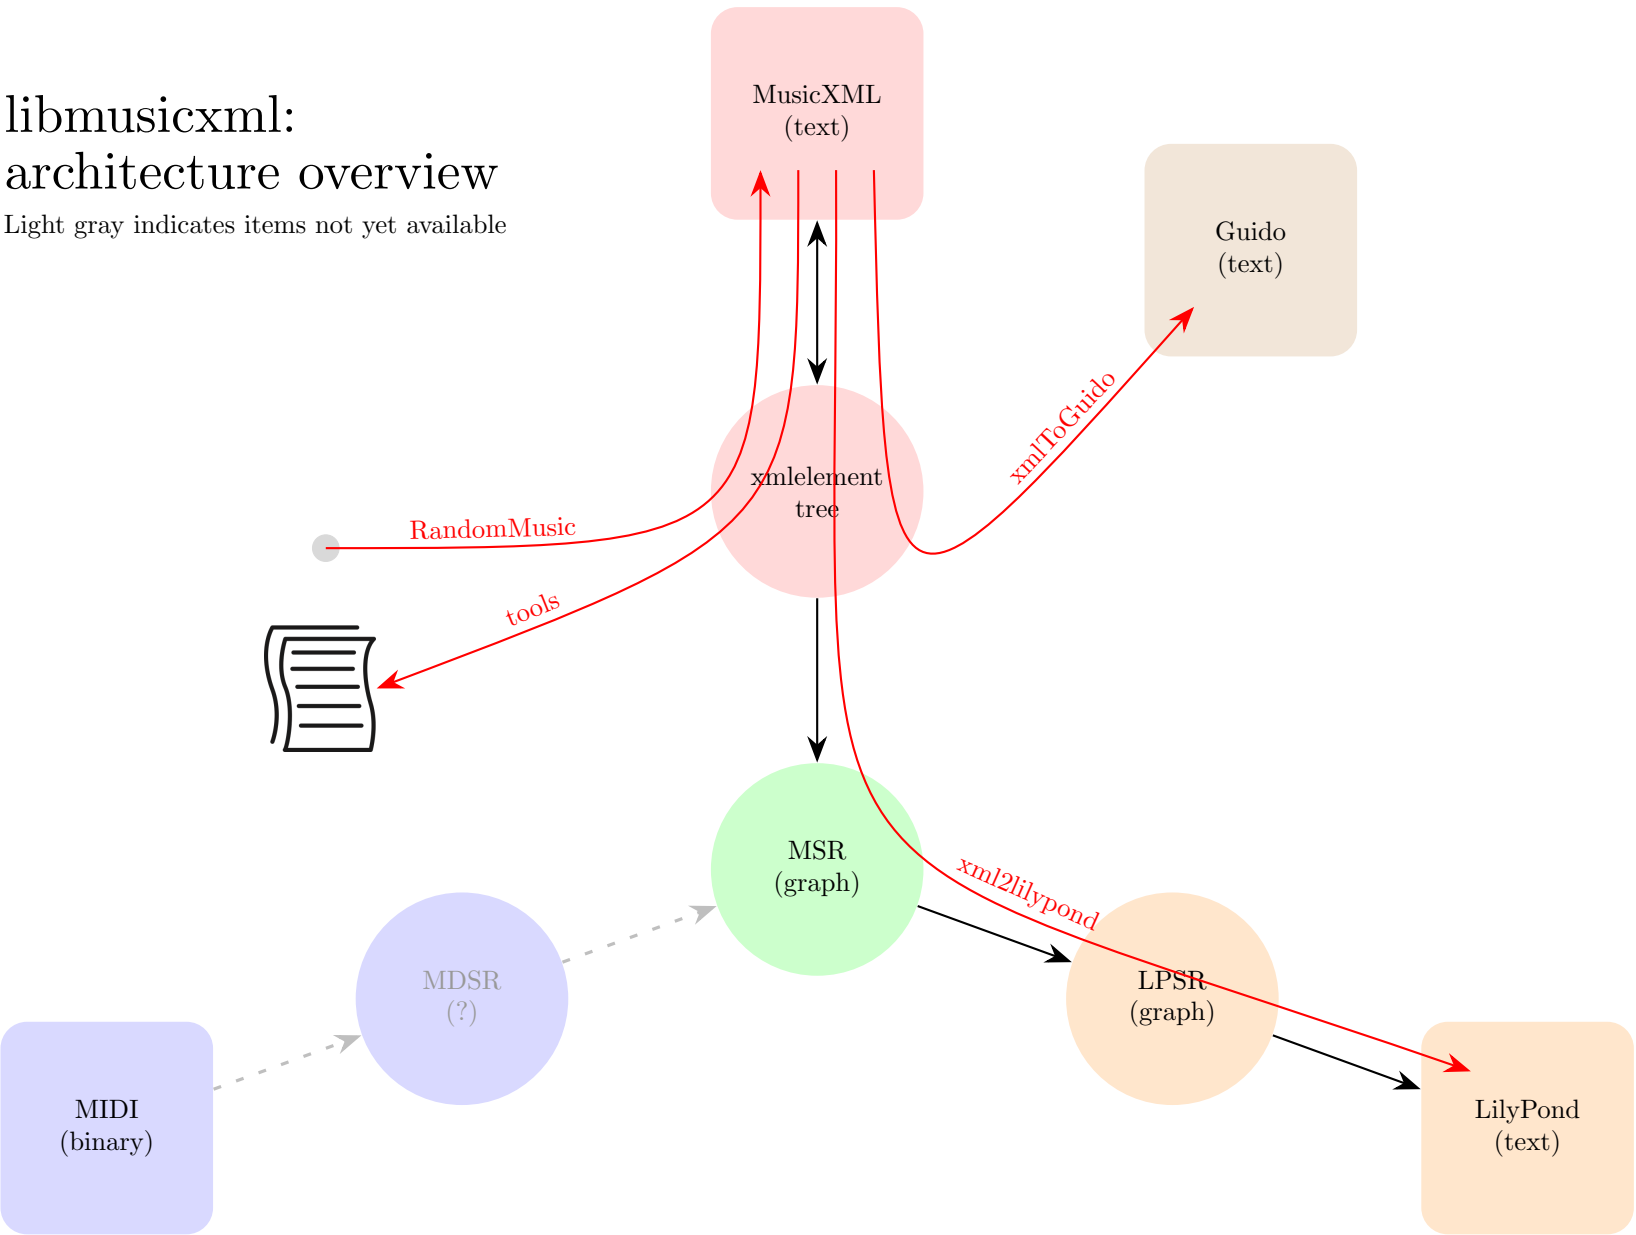 libmusicxml:
architecture overview
Light gray indicates items not yet available
MusicXML
(text)
Guido
(text)
xmlToGuido
xmlelement
tree
RandomMusic
tools
MSR
(graph)
xml2lilypond
MDSR
(?)
LPSR
(graph)
MIDI
(binary)
LilyPond
(text)